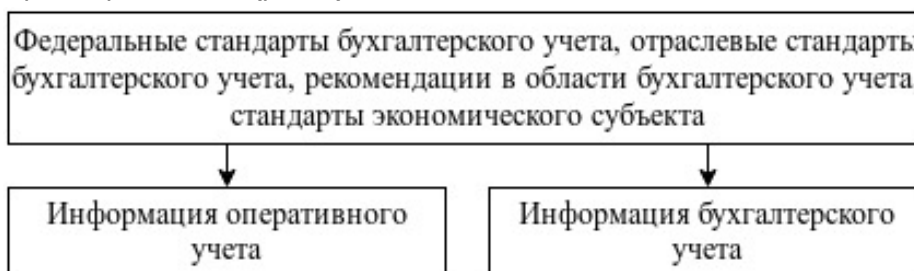 Федеральные стандарты бухгалтерского учета, отраслевые стандарты
бухгалтерского учета, рекомендации в области бухгалтерского учета
стандарты экономического субъекта
Информация оперативного
учета
Информация бухгалтерского
учета